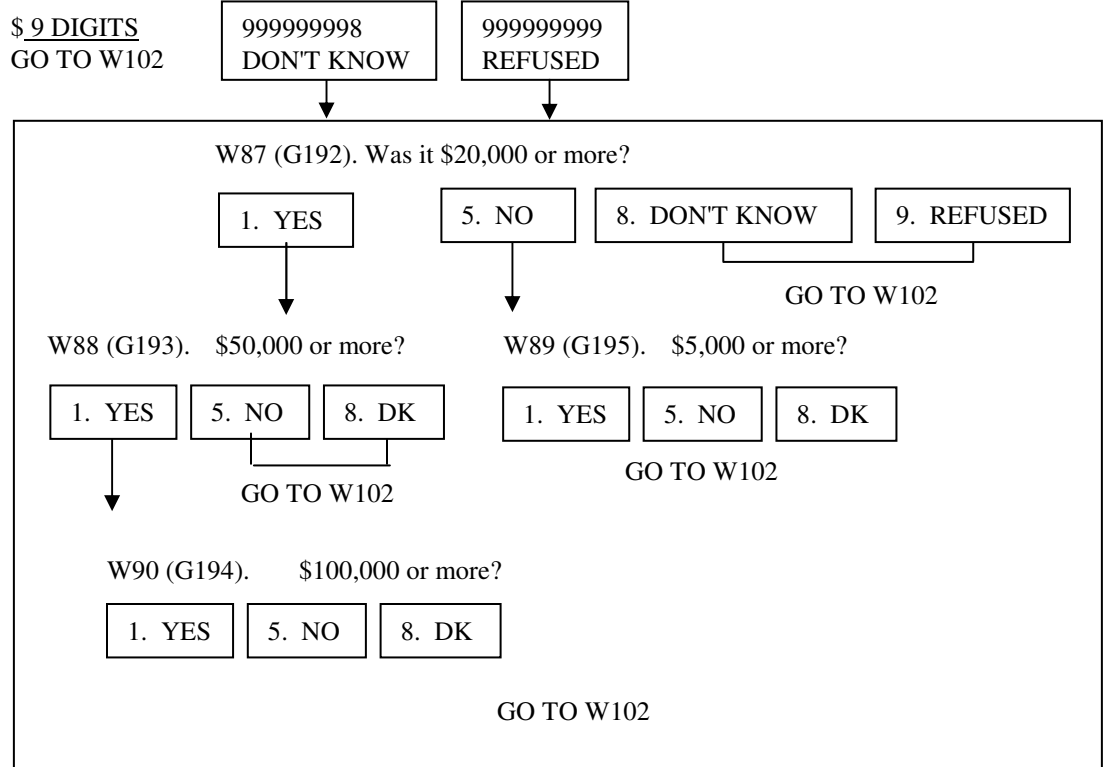 $ 9 DIGITS 999999998 999999999
GO TO W102 DON'T KNOW REFUSED
W87 (G192). Was it $20,000 or more?
1. YES 5. NO 8. DON'T KNOW 9. REFUSED
GO TO W102
W88 (G193). $50,000 or more? W89 (G195). $5,000 or more?
1. YES 5. NO 8. DK 1. YES 5. NO 8. DK
GO TO W102 GO TO W102
W90 (G194). $100,000 or more?
1. YES 5. NO 8. DK
GO TO W102